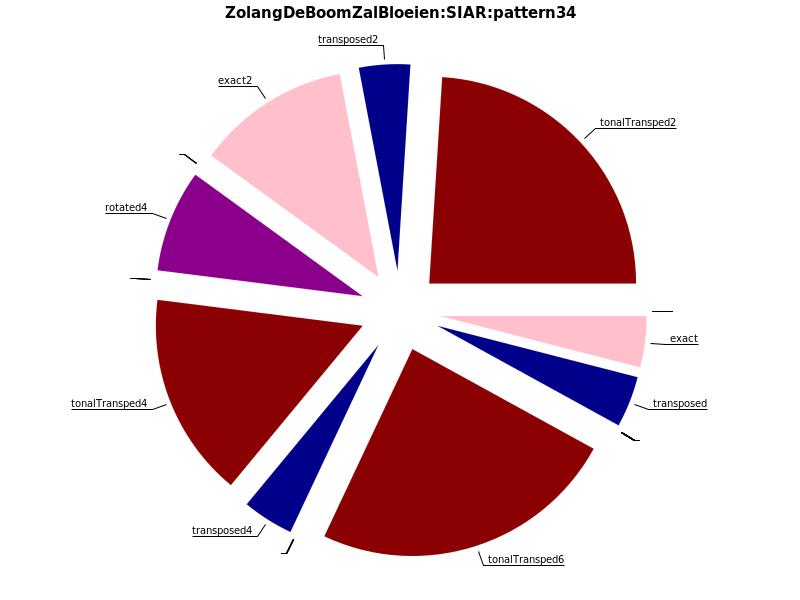 ZolangDeBoomZalBloeien:SIAR:pattern34
transposed2
exact2
tonalTransped2
rotated4
exact
tonalTransped4
transposed
transposed4
tonalTransped6